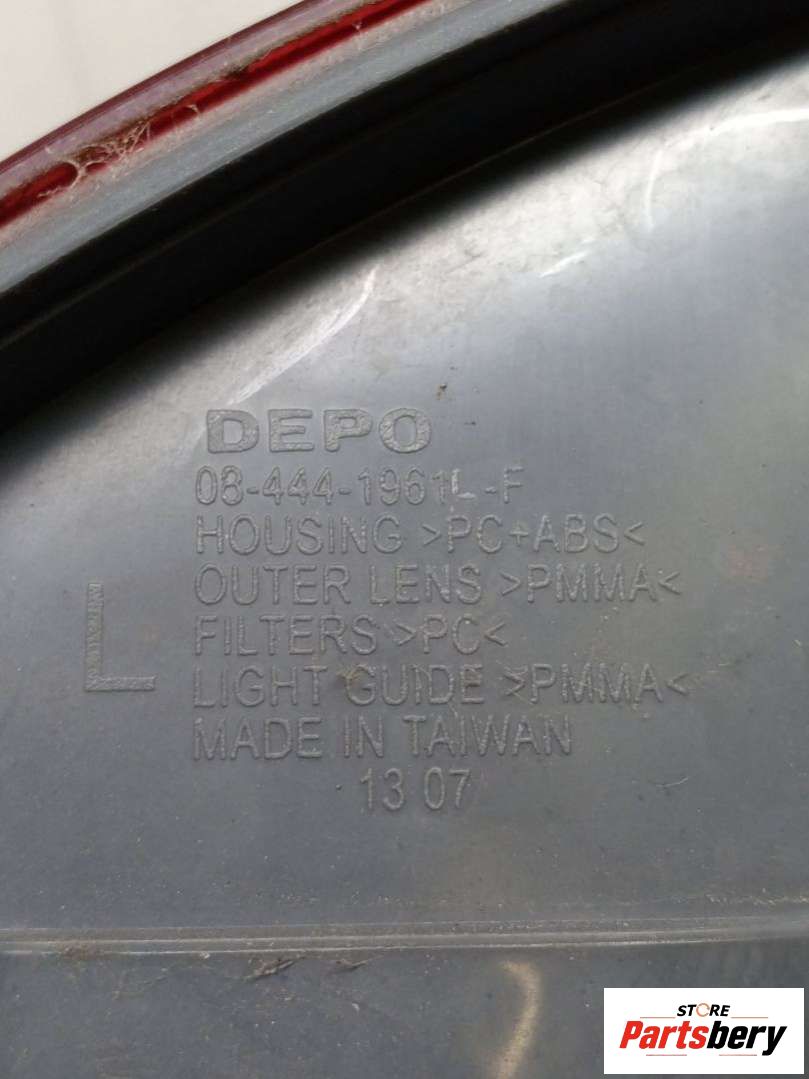 DEPO
08-444-1961L-F
HOUSING >PC+ABS<
OUTER LENS >PMMA<
FILTERS >PC<
L
LIGHT GUIDE >PMMA<
MADE IN TAIWAN
13 07
STORE
Partsbery